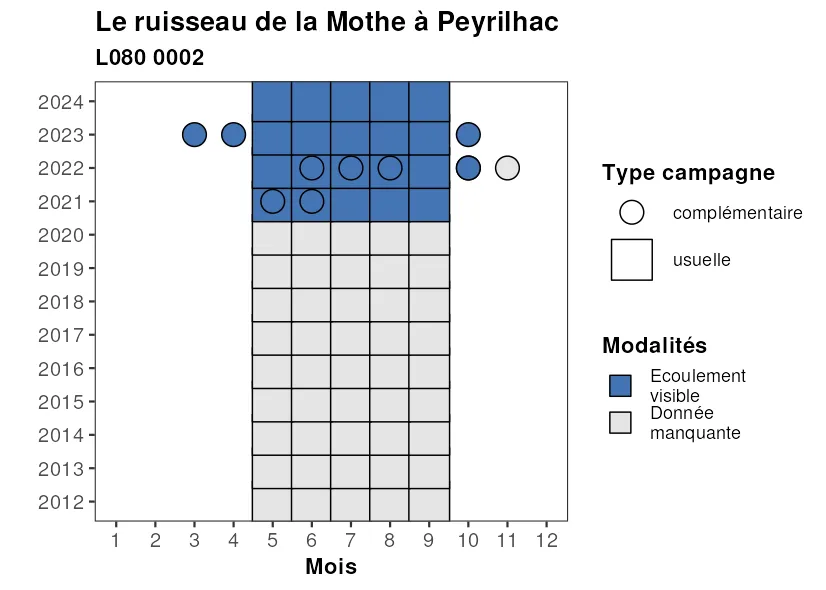 Le ruisseau de la Mothe à Peyrilhac
L080 0002
2024
2023
2022
2021
2020
2019
2018
2017
2016
2015
2014
2013
2012
1 2 3 4 5 6 7 8 9 10 11 12
Mois
Type campagne
complémentaire
usuelle
Modalités
Ecoulement
visible
Donnée
manquante